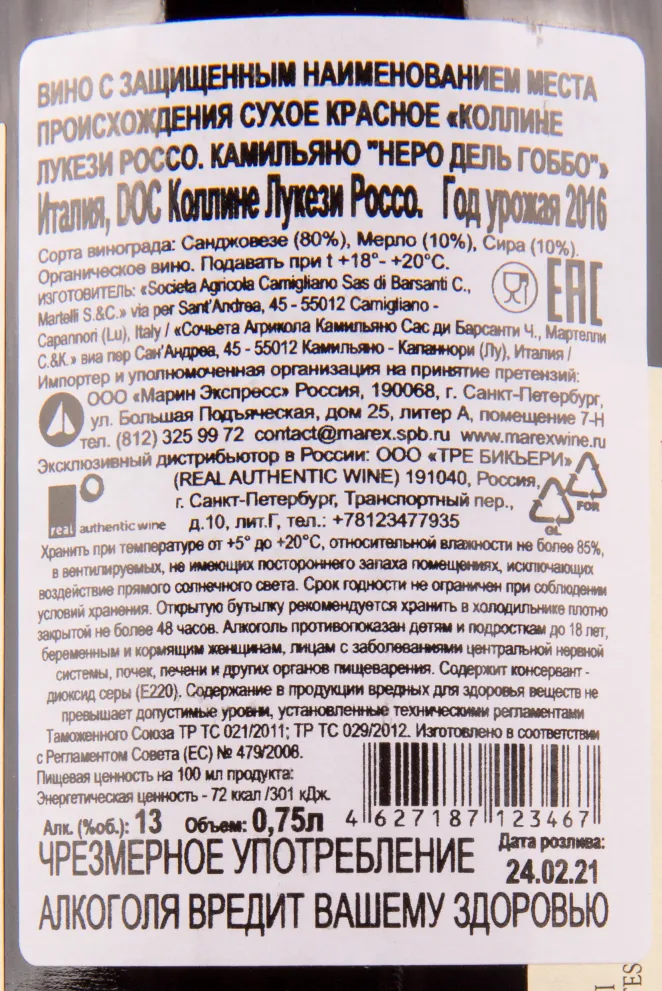 ВИНО С ЗАЩИЩЕННЫМ НАИМЕНОВАНИЕМ МЕСТА
ПРОИСХОЖДЕНИЯ СУХОЕ КРАСНОЕ «КОЛЛИНЕ
ЛУКЕЗИ РОССО. КАМИЛЬЯНО "НЕРО ДЕЛЬ ГОББО"»
Италия, DOC Коллине Лукези Россо. Год урожая 2016
Сорта винограда: Санджовезе (80%), Мерло (10%), Сира (10%).
Органическое вино. Подавать при t +18°- +20°С.
ИЗГОТОВИТЕЛЬ: «Societa Agricola Camigliano Sas di Barsanti C.,
Martelli S.&C.» via per Sant'Andrea, 45 - 55012 Camigliano -
Capannori (Lu), Italy / «Сочьета Агрикола Камильяно Сас ди Барсанти Ч., Мартелли
С.&К.» виа пер Сан'Андреа, 45 - 55012 Камильяно - Капаннори (Лу), Италия /
EAC
Импортер и уполномоченная организация на принятие претензий:
ООО «Марин Экспресс» Россия, 190068, г. Санкт-Петербург,
ул. Большая Подъяческая, дом 25, литер А, помещение 7-Н
тел. (812) 325 99 72 contact@marex.spb.ru www.marexwine.ru
Эксклюзивный дистрибьютор в России: ООО «ТРЕ БИКЬЕРИ»
(REAL AUTHENTIC WINE) 191040, Россия,
г. Санкт-Петербург, Транспортный пер.,
д.10, лит.Г, тел.: +78123477935
real authentic wine
GL
FOR
Хранить при температуре от +5° до +20°С, относительной влажности не более 85%,
в вентилируемых, не имеющих постороннего запаха помещениях, исключающих
воздействие прямого солнечного света. Срок годности не ограничен при соблюдении
условий хранения. Открытую бутылку рекомендуется хранить в холодильнике плотно
закрытой не более 48 часов. Алкоголь противопоказан детям и подросткам до 18 лет,
беременным и кормящим женщинам, лицам с заболеваниями центральной нервной
системы, почек, печени и других органов пищеварения. Содержит консервант -
диоксид серы (Е220). Содержание в продукции вредных для здоровья веществ не
превышает допустимые уровни, установленные техническими регламентами
Таможенного Союза ТР ТС 021/2011; ТР ТС 029/2012. Изготовлено в соответствии
с Регламентом Совета (ЕС) № 479/2008.
Пищевая ценность на 100 мл продукта:
Энергетическая ценность - 72 ккал /301 кДж.
Алк. (%об.): 13 Объем: 0,75л
4 627187 123467
Дата розлива:
24.02.21
ЧРЕЗМЕРНОЕ УПОТРЕБЛЕНИЕ
АЛКОГОЛЯ ВРЕДИТ ВАШЕМУ ЗДОРОВЬЮ